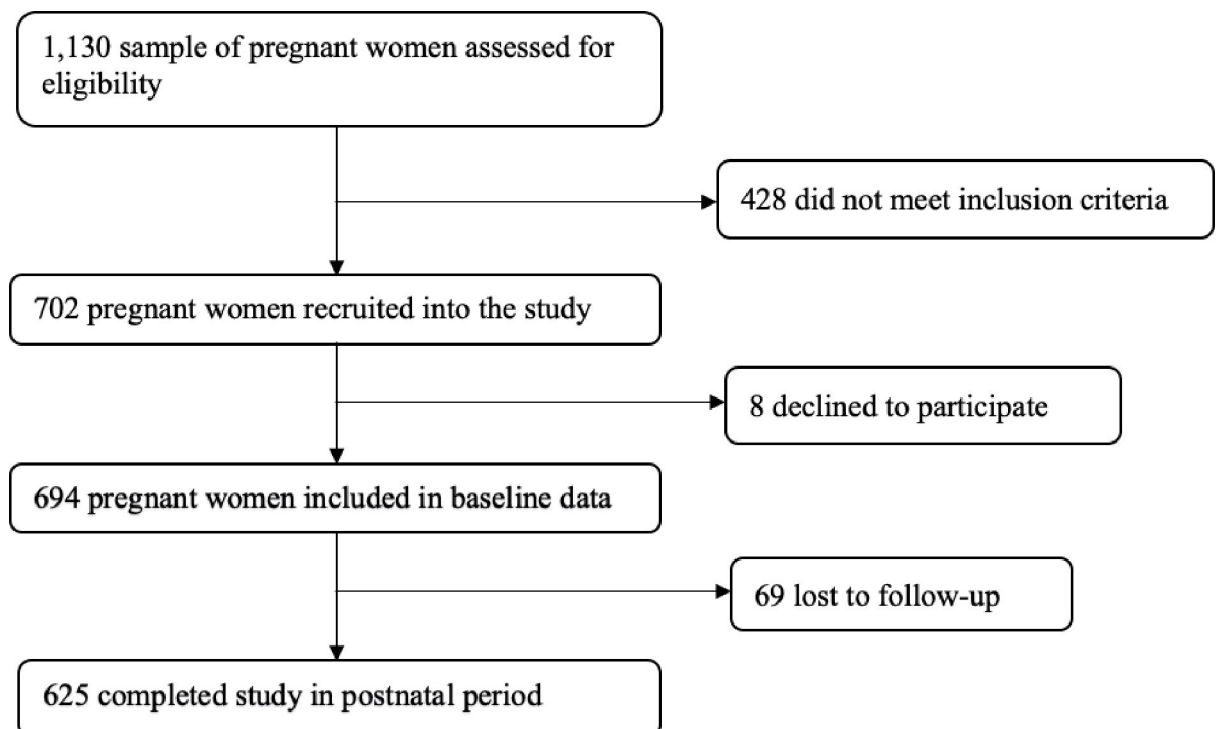 1,130 sample of pregnant women assessed for
eligibility
428 did not meet inclusion criteria
702 pregnant women recruited into the study
8 declined to participate
694 pregnant women included in baseline data
69 lost to follow-up
625 completed study in postnatal period